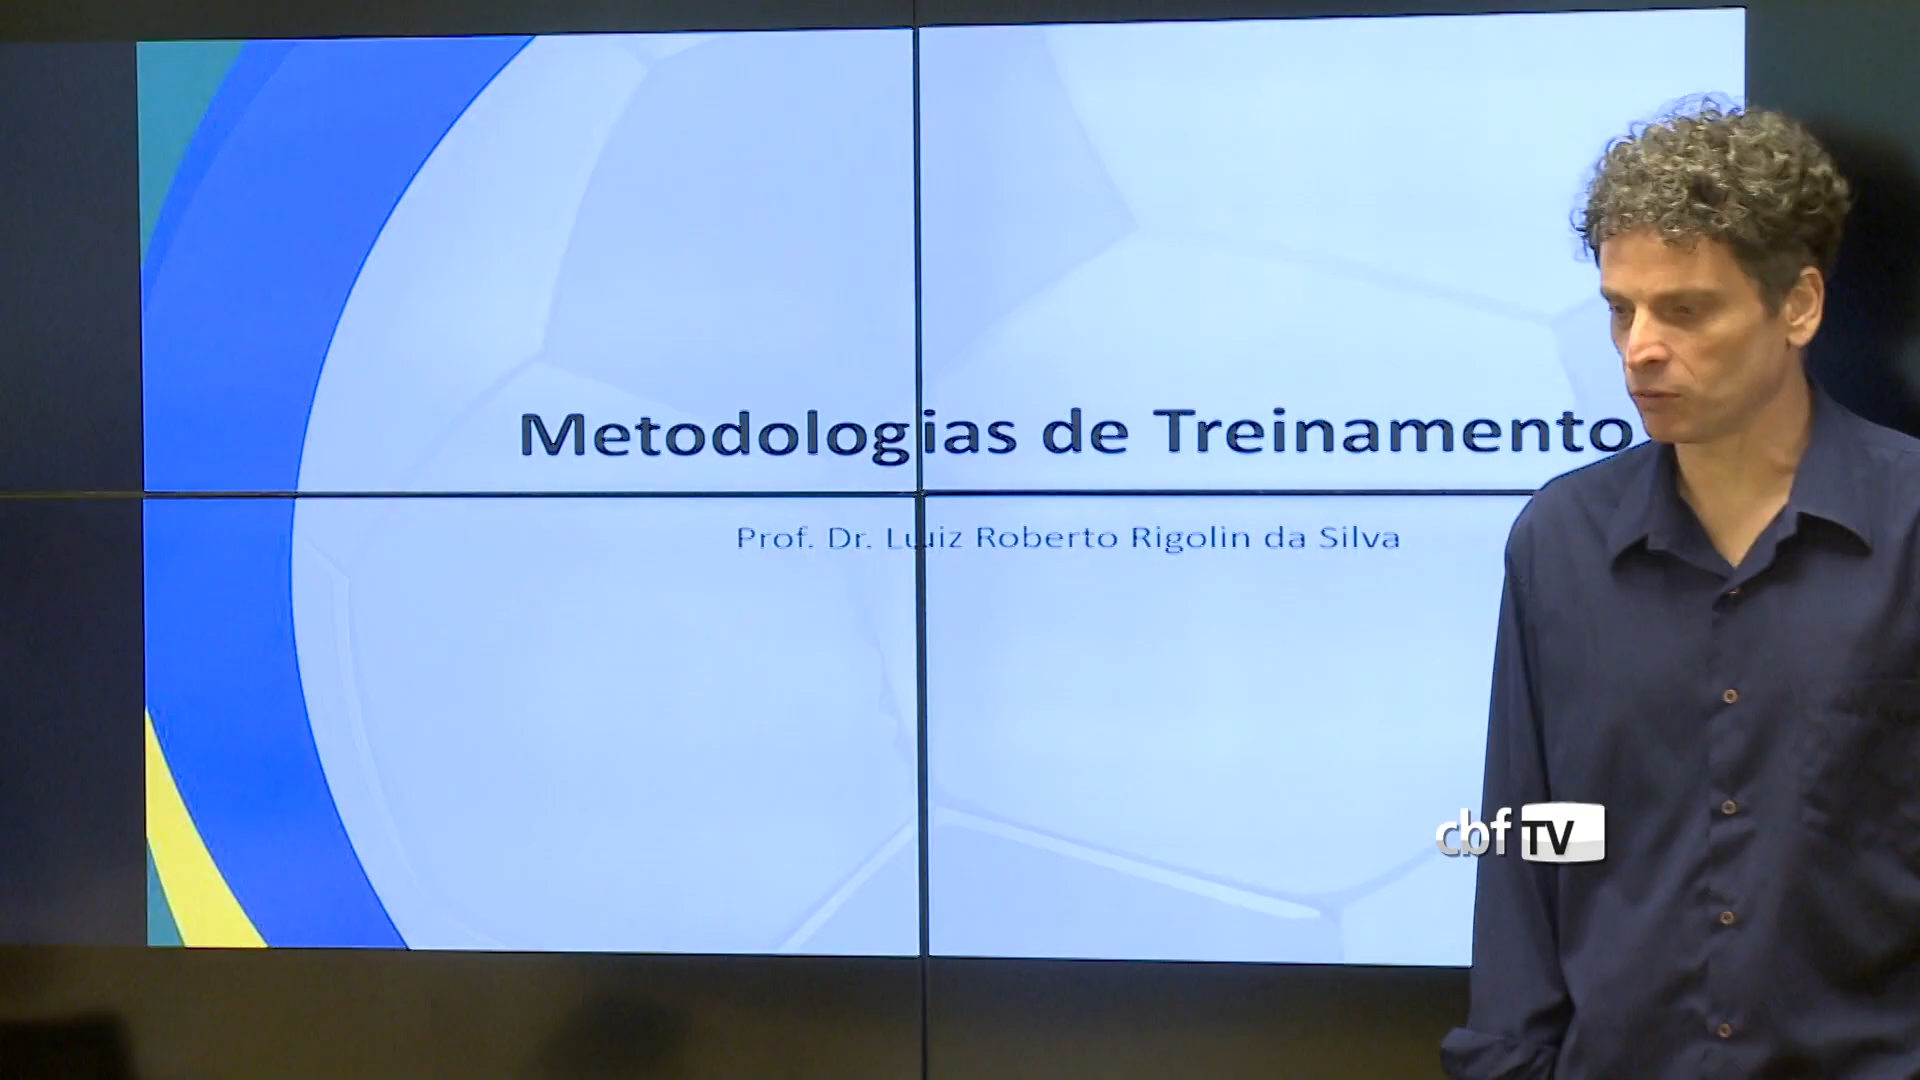 Metodologias de Treinamento
Prof. Dr. Luiz Roberto Rigolin da Silva
cbf TV